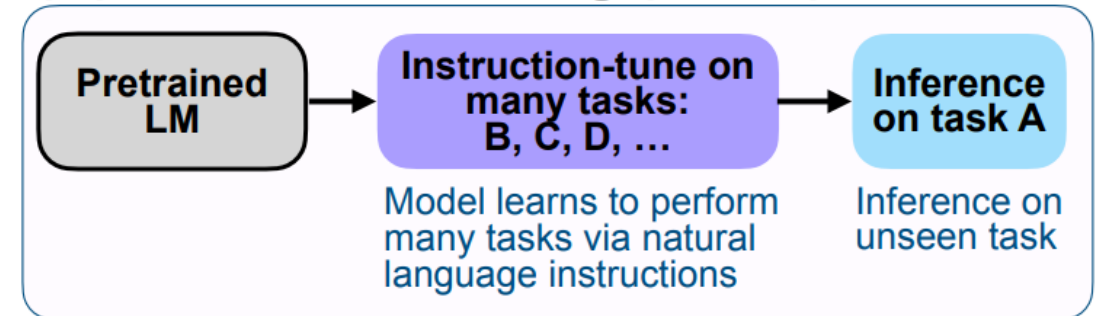 Pretrained
LM
Instruction-tune on
many tasks:
B, C, D, …
Inference
on task A
Model learns to perform
many tasks via natural
language instructions
Inference on
unseen task